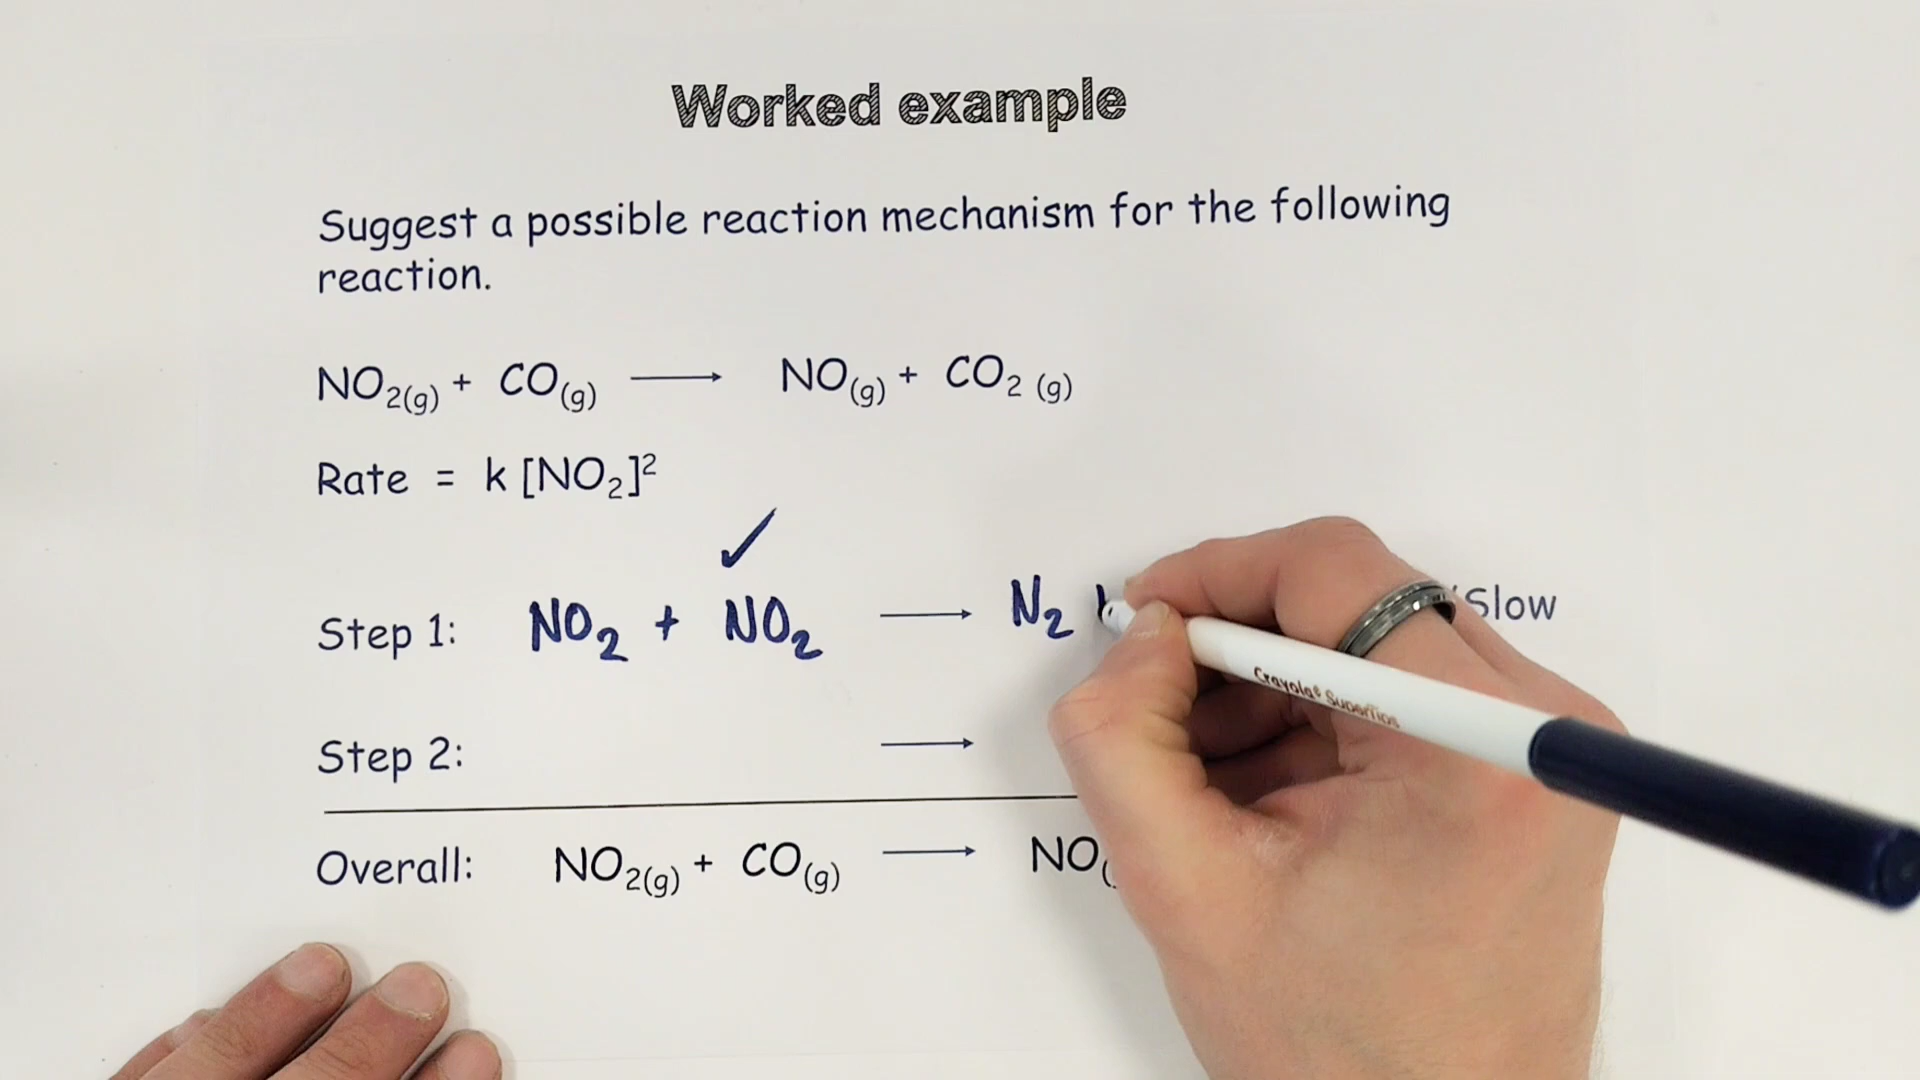 Worked example
Suggest a possible reaction mechanism for the following
reaction.
NO₂(g) + CO(g) ⟶ NO(g) + CO₂ (g)
Rate = k [NO₂]²
✓
Step 1: NO₂ + NO₂ ⟶ N₂ Slow
Step 2: ⟶
Overall: NO₂(g) + CO(g) ⟶ NO(
Crayola® SuperTips